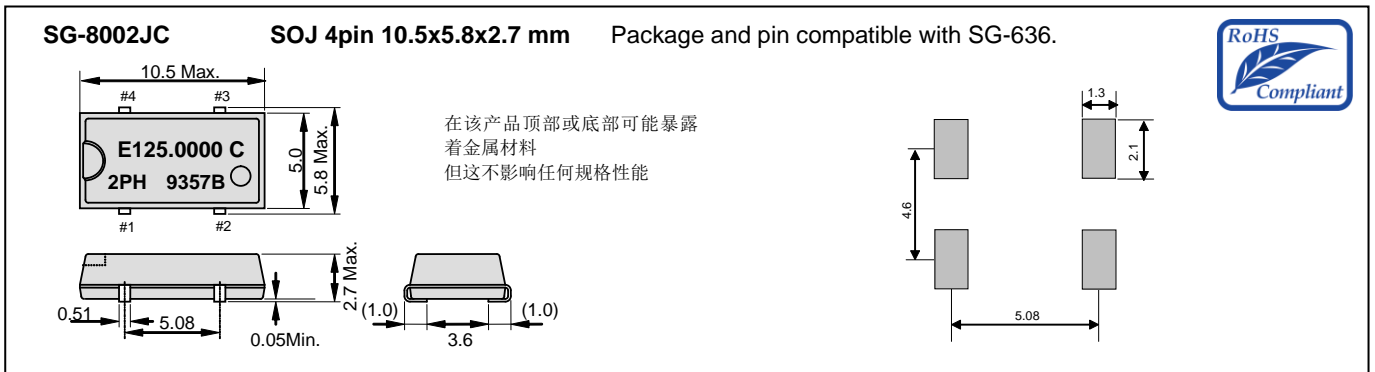 SG-8002JC SOJ 4pin 10.5x5.8x2.7 mm Package and pin compatible with SG-636.
RoHS
Compliant
10.5 Max.
#4 #3
E125.0000 C
2PH 9357B
5.0
5.8 Max.
#1 #2
在该产品顶部或底部可能暴露
着金属材料
但这不影响任何规格性能
2.7 Max.
0.51
5.08
0.05Min.
(1.0) (1.0)
3.6
1.3
2.1
4.6
5.08